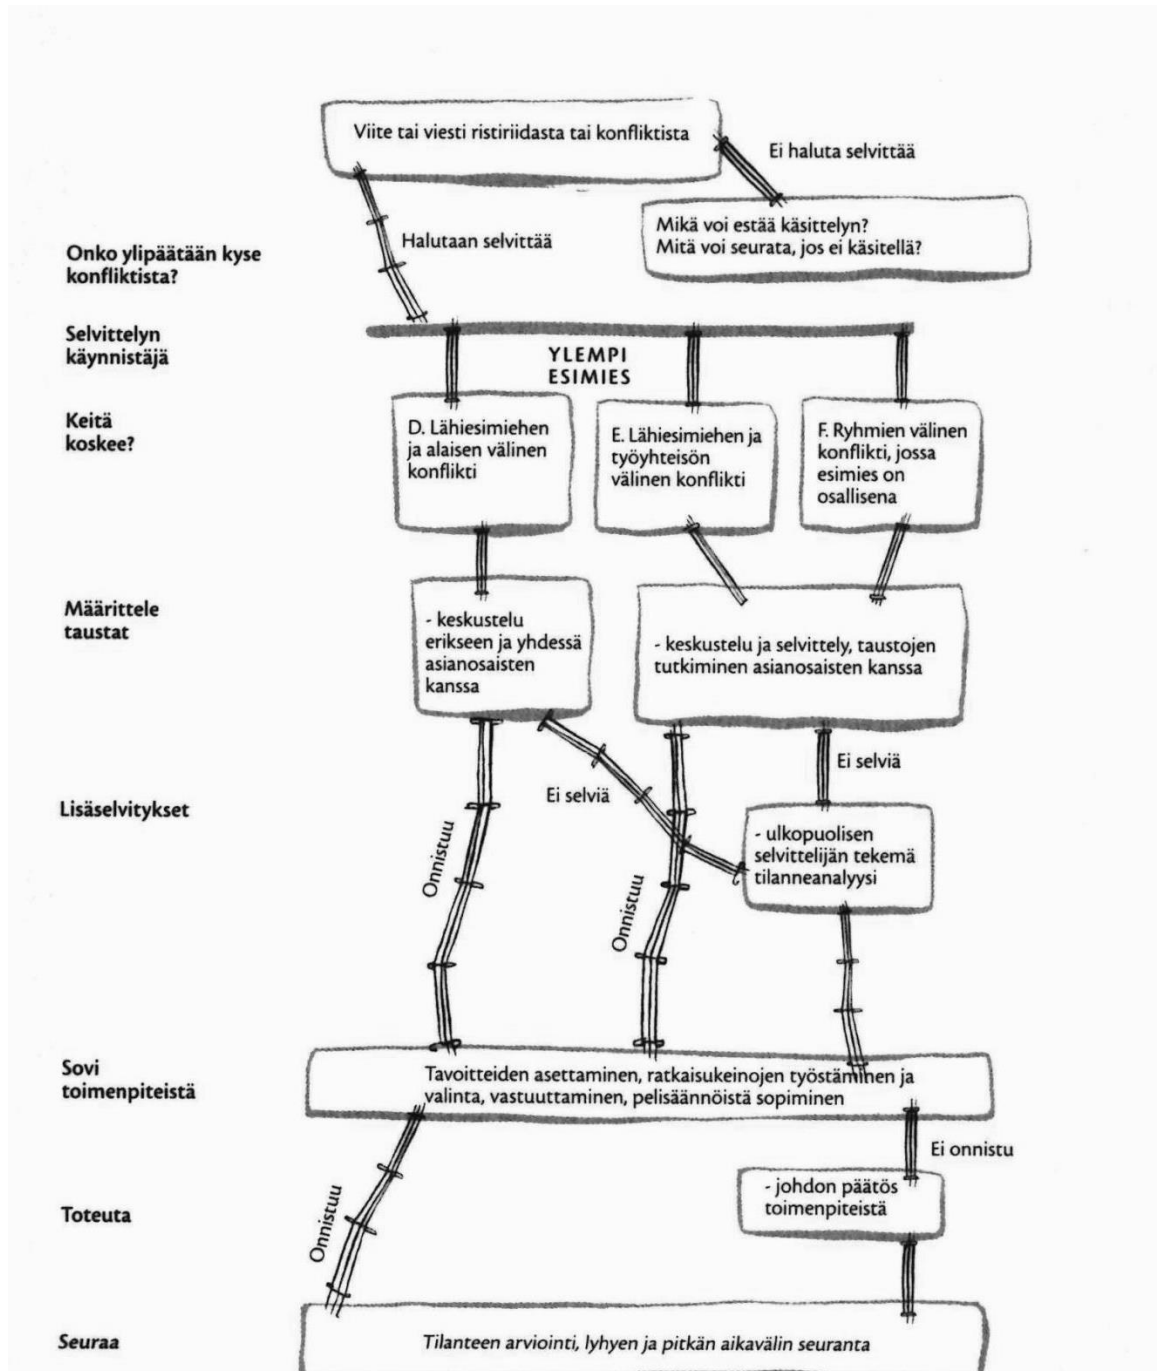 Viite tai viesti ristiriidasta tai konfliktista
Ei haluta selvittää
Mikä voi estää käsittelyn?
Mitä voi seurata, jos ei käsitellä?
Halutaan selvittää
Onko ylipäätään kyse
konfliktista?
Selvittelyn
käynnistäjä
YLEMPI
ESIMIES
Keitä
koskee?
D. Lähiesimiehen
ja alaisen välinen
konflikti
E. Lähiesimiehen ja
työyhteisön
välinen konflikti
F. Ryhmien välinen
konflikti, jossa
esimies on
osallisena
Määrittele
taustat
- keskustelu
erikseen ja yhdessä
asianosaisten
kanssa
- keskustelu ja selvittely, taustojen
tutkiminen asianosaisten kanssa
Ei selviä
Ei selviä
Lisäselvitykset
- ulkopuolisen
selvittelijän tekemä
tilanneanalyysi
Onnistuu
Onnistuu
Sovi
toimenpiteistä
Tavoitteiden asettaminen, ratkaisukeinojen työstäminen ja
valinta, vastuuttaminen, pelisäännöistä sopiminen
Ei onnistu
Onnistuu
Toteuta
- johdon päätös
toimenpiteistä
Seuraa
Tilanteen arviointi, lyhyen ja pitkän aikavälin seuranta